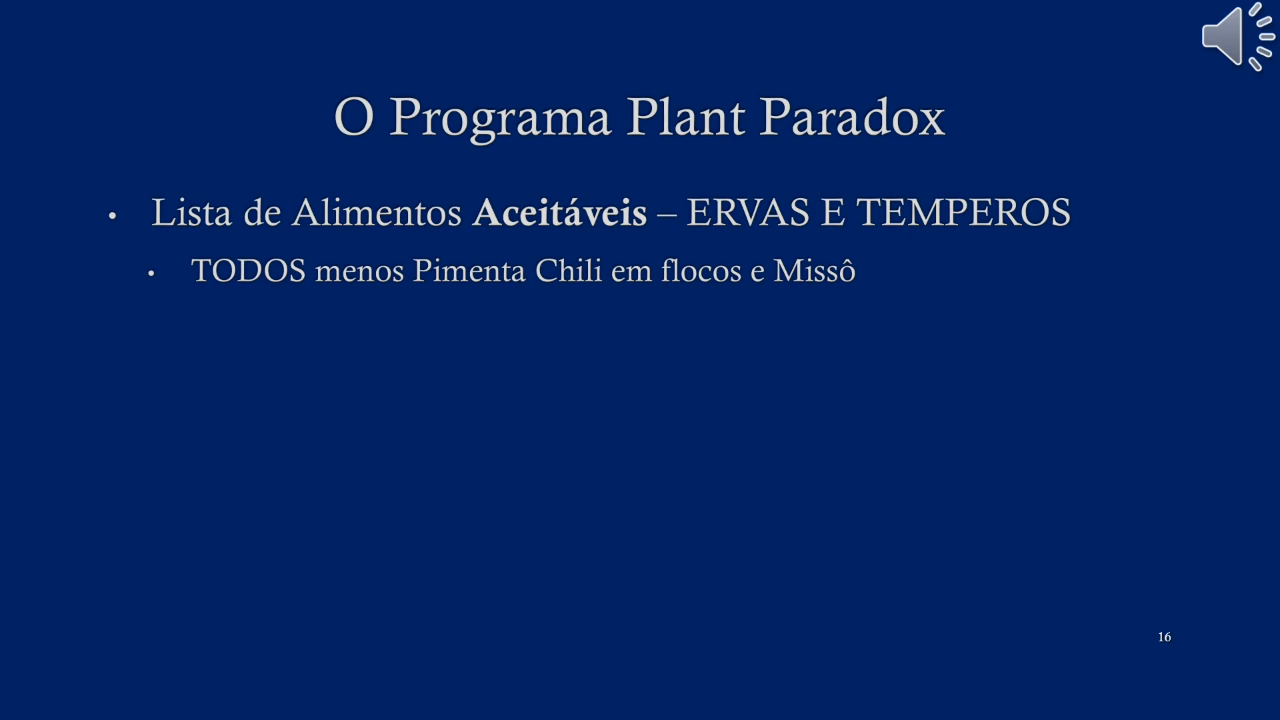 O Programa Plant Paradox
• Lista de Alimentos Aceitáveis – ERVAS E TEMPEROS
• TODOS menos Pimenta Chili em flocos e Missô
16